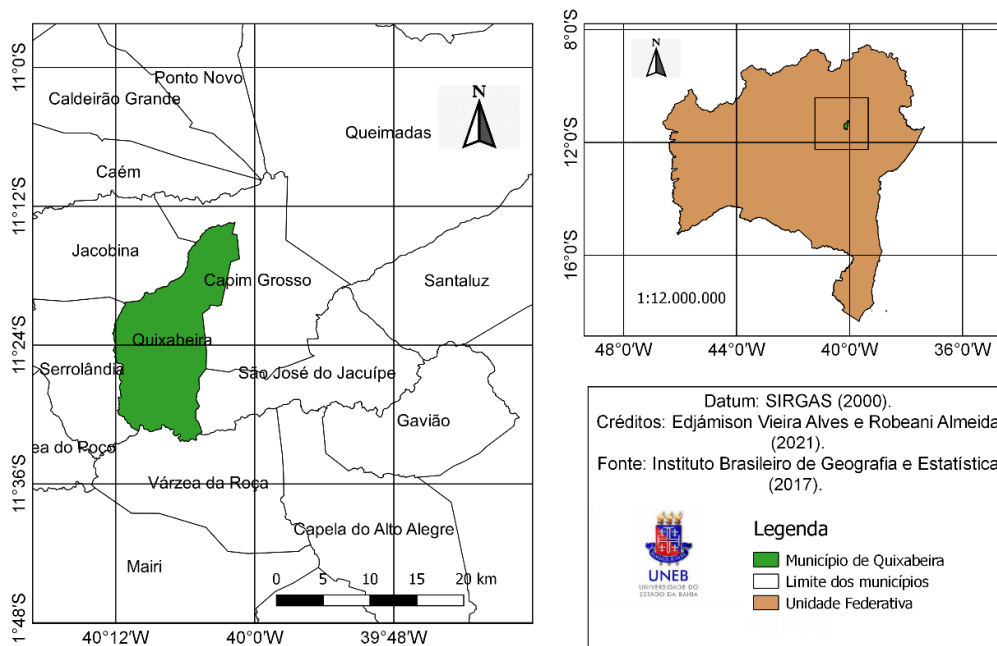 11°0'S
Ponto Novo
Caldeirão Grande
N
Queimadas
Caém
11°12'S
Jacobina
Capim Grosso
Santaluz
Quixabeira
11°24'S
Serrolândia
São José do Jacuípe
Gavião
ea do Poço
11°36'S
Várzea da Roça
Capela do Alto Alegre
Mairi
0 5 10 15 20 km
1°48'S
40°12'W 40°0'W 39°48'W
8°0'S
N
12°0'S
16°0'S
1:12.000.000
48°0'W 44°0'W 40°0'W 36°0'W
Datum: SIRGAS (2000).
Créditos: Edjámison Vieira Alves e Robeani Almeida
(2021).
Fonte: Instituto Brasileiro de Geografia e Estatística
(2017).
UNEB
UNIVERSIDADE DO
ESTADO DA BAHIA
Legenda
Município de Quixabeira
Limite dos municípios
Unidade Federativa